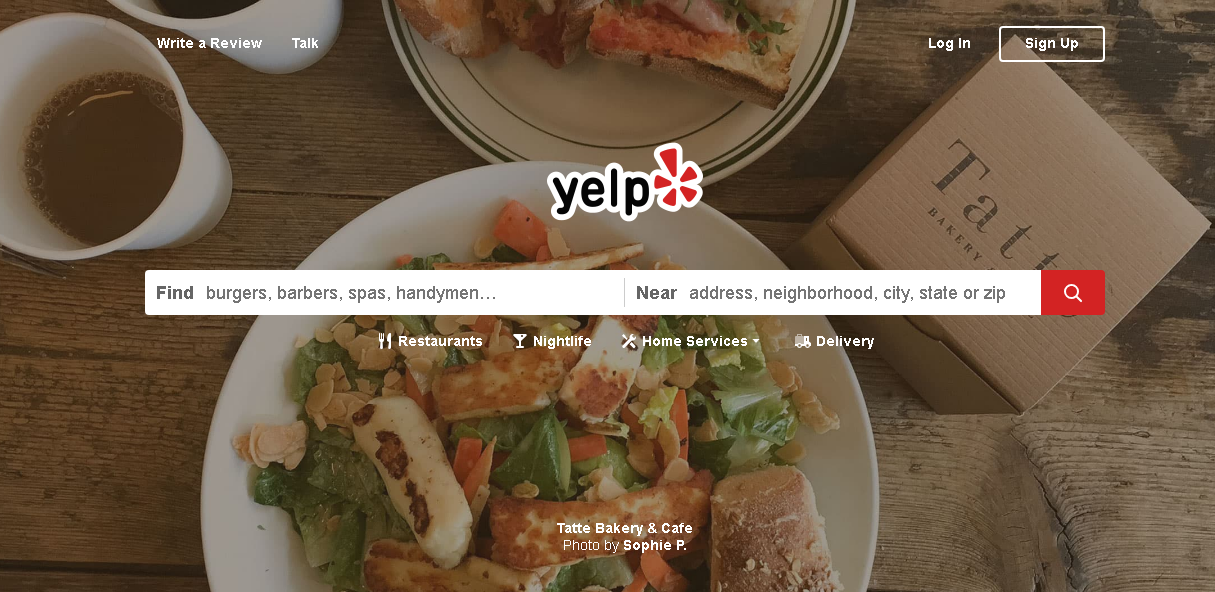 Write a Review Talk Log In Sign Up
yelp
Tatt
BAKERY
Find burgers, barbers, spas, handymen… Near address, neighborhood, city, state or zip
Restaurants Nightlife Home Services Delivery
Tatte Bakery & Cafe
Photo by Sophie P.